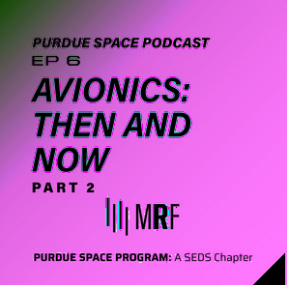 PURDUE SPACE PODCAST
EP 6
AVIONICS:
THEN AND
NOW
PART 2
MRF
PURDUE SPACE PROGRAM: A SEDS Chapter